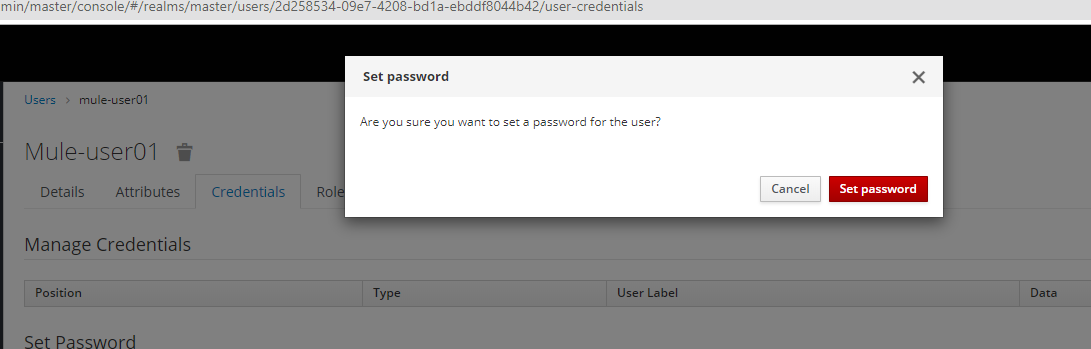 min/master/console/#/realms/master/users/2d258534-09e7-4208-bd1a-ebddf8044b42/user-credentials
Set password
Are you sure you want to set a password for the user?
Cancel
Set password
Users > mule-user01
Mule-user01
Details
Attributes
Credentials
Role
Manage Credentials
Position
Type
User Label
Data
Set Password